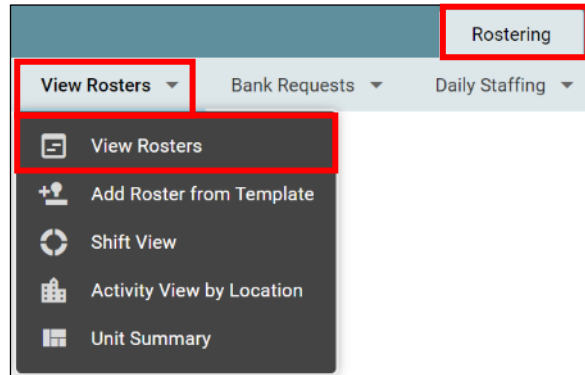 Rostering
View Rosters Bank Requests Daily Staffing
View Rosters
Add Roster from Template
Shift View
Activity View by Location
Unit Summary